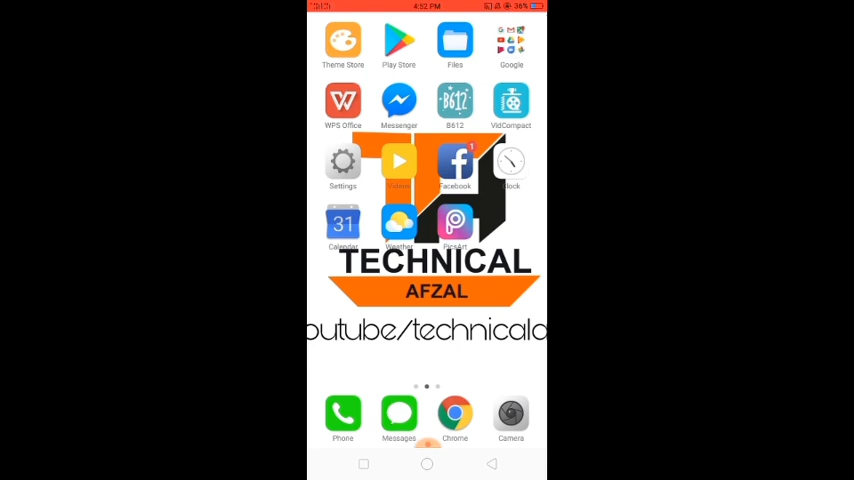 4:52 PM 36%
Theme Store Play Store Files Google
WPS Office Messenger B612 VidCompact
Settings Videos Facebook Clock
31
Calendar Weather PicsArt
TECHNICAL
AFZAL
outube/technicala
Phone Messages Chrome Camera